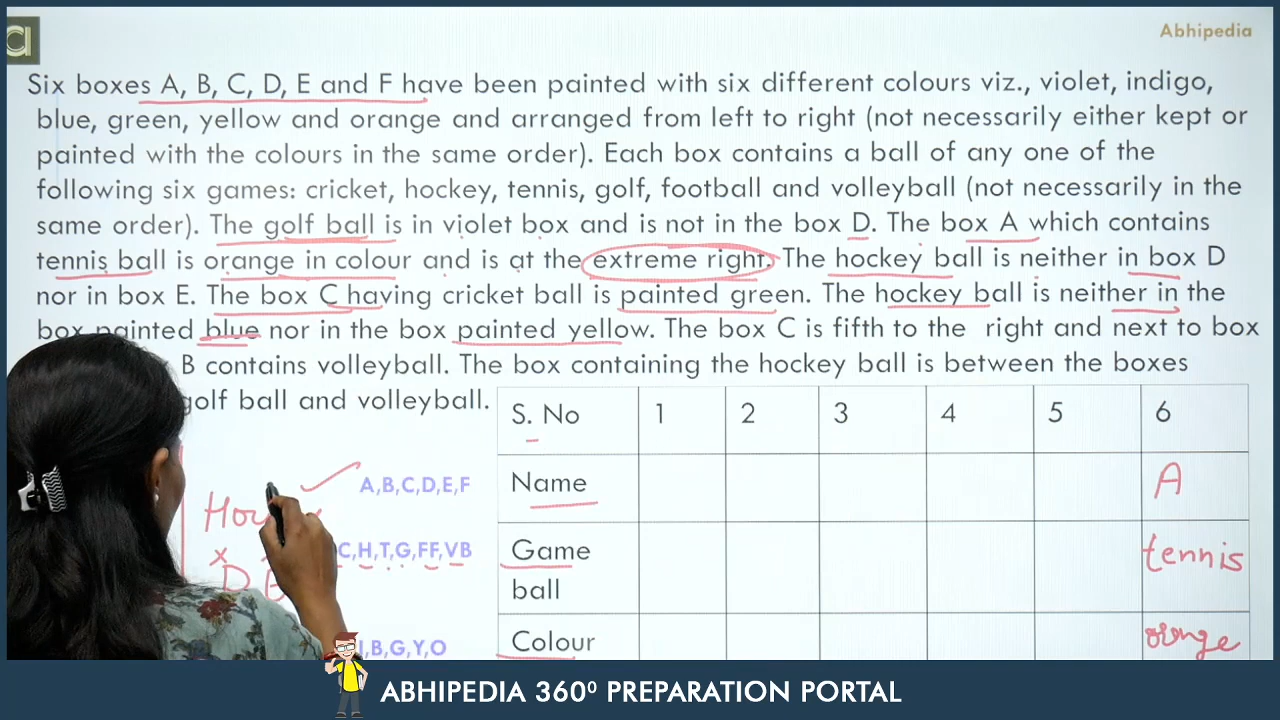 a
Abhipedia
Six boxes A, B, C, D, E and F have been painted with six different colours viz., violet, indigo,
blue, green, yellow and orange and arranged from left to right (not necessarily either kept or
painted with the colours in the same order). Each box contains a ball of any one of the
following six games: cricket, hockey, tennis, golf, football and volleyball (not necessarily in the
same order). The golf ball is in violet box and is not in the box D. The box A which contains
tennis ball is orange in colour and is at the extreme right. The hockey ball is neither in box D
nor in box E. The box C having cricket ball is painted green. The hockey ball is neither in the
box painted blue nor in the box painted yellow. The box C is fifth to the right and next to box
B contains volleyball. The box containing the hockey ball is between the boxes
golf ball and volleyball.
S. No 1 2 3 4 5 6
A,B,C,D,E,F
Name A
C,H,T,G,FF,VB
D
Game ball tennis
I,B,G,Y,O
Colour orange
ABHIPEDIA 360⁰ PREPARATION PORTAL